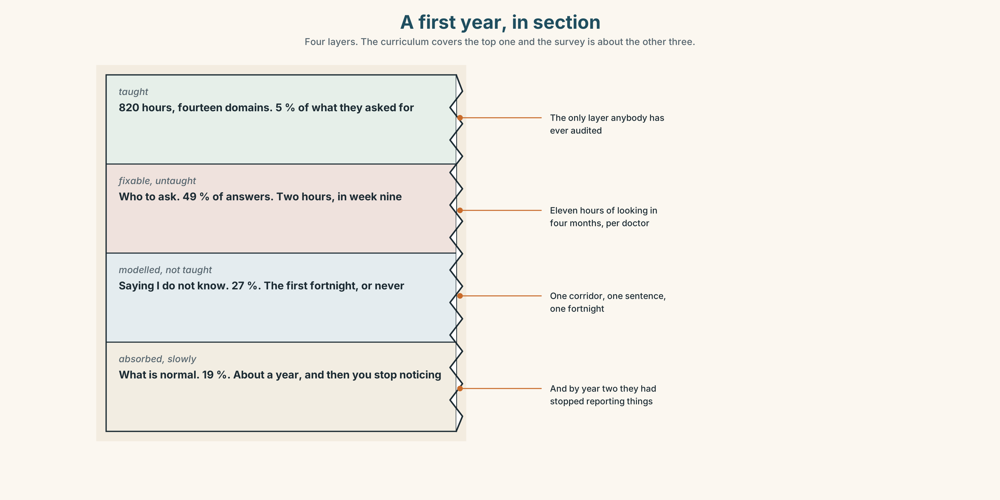 A first year, in section
Four layers. The curriculum covers the top one and the survey is about the other three.
taught
820 hours, fourteen domains. 5 % of what they asked for
The only layer anybody has
ever audited
fixable, untaught
Who to ask. 49 % of answers. Two hours, in week nine
Eleven hours of looking in
four months, per doctor
modelled, not taught
Saying I do not know. 27 %. The first fortnight, or never
One corridor, one sentence,
one fortnight
absorbed, slowly
What is normal. 19 %. About a year, and then you stop noticing
And by year two they had
stopped reporting things